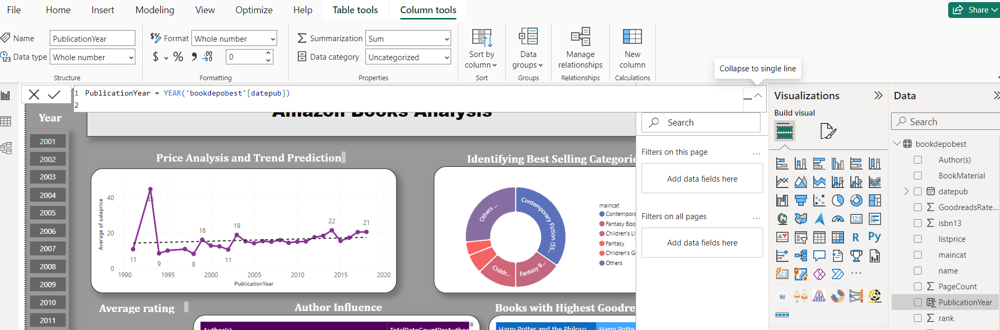 File Home Insert Modeling View Optimize Help Table tools Column tools Share
Name PublicationYear
Data type Whole number
Structure
$% Format Whole number
$ % 9 .00 0
Formatting
Summarization Sum
Data category Uncategorized
Properties
Sort by
column
Sort
Data
groups
Groups
Manage
relationships
Relationships
New
column
Calculations
Collapse to single line
1 PublicationYear = YEAR('bookdepobest'[datepub])
2
Amazon Books Analysis
Year
2001
2002
2003
2004
2005
2006
2007
2008
2009
2010
2011
Price Analysis and Trend Prediction
Average of saleprice
40
20
0
45
11
9
8
16
11
19
22
21
1990 1995 2000 2005 2010 2015 2020
PublicationYear
Identifying Best Selling Categorie
Others ...
Contemporary Fiction (55...
Fantasy B...
Childr...
maincat
Contempora
Fantasy Boo
Children's Li
Fantasy
Children's Ge
Others
Average rating
Author Influence
Author(s) TotalRateCountPerAuthor
Books with Highest Goodre
Harry Potter and the Philoso... Harry Potte
Search
Filters on this page ...
Add data fields here
Filters on all pages ...
Add data fields here
Visualizations
Build visual
123
R Py
123
...
W
Data
Search
bookdepobest
Author(s)
BookMaterial
datepub
GoodreadsRate...
isbn13
listprice
maincat
name
PageCount
PublicationYear
rank